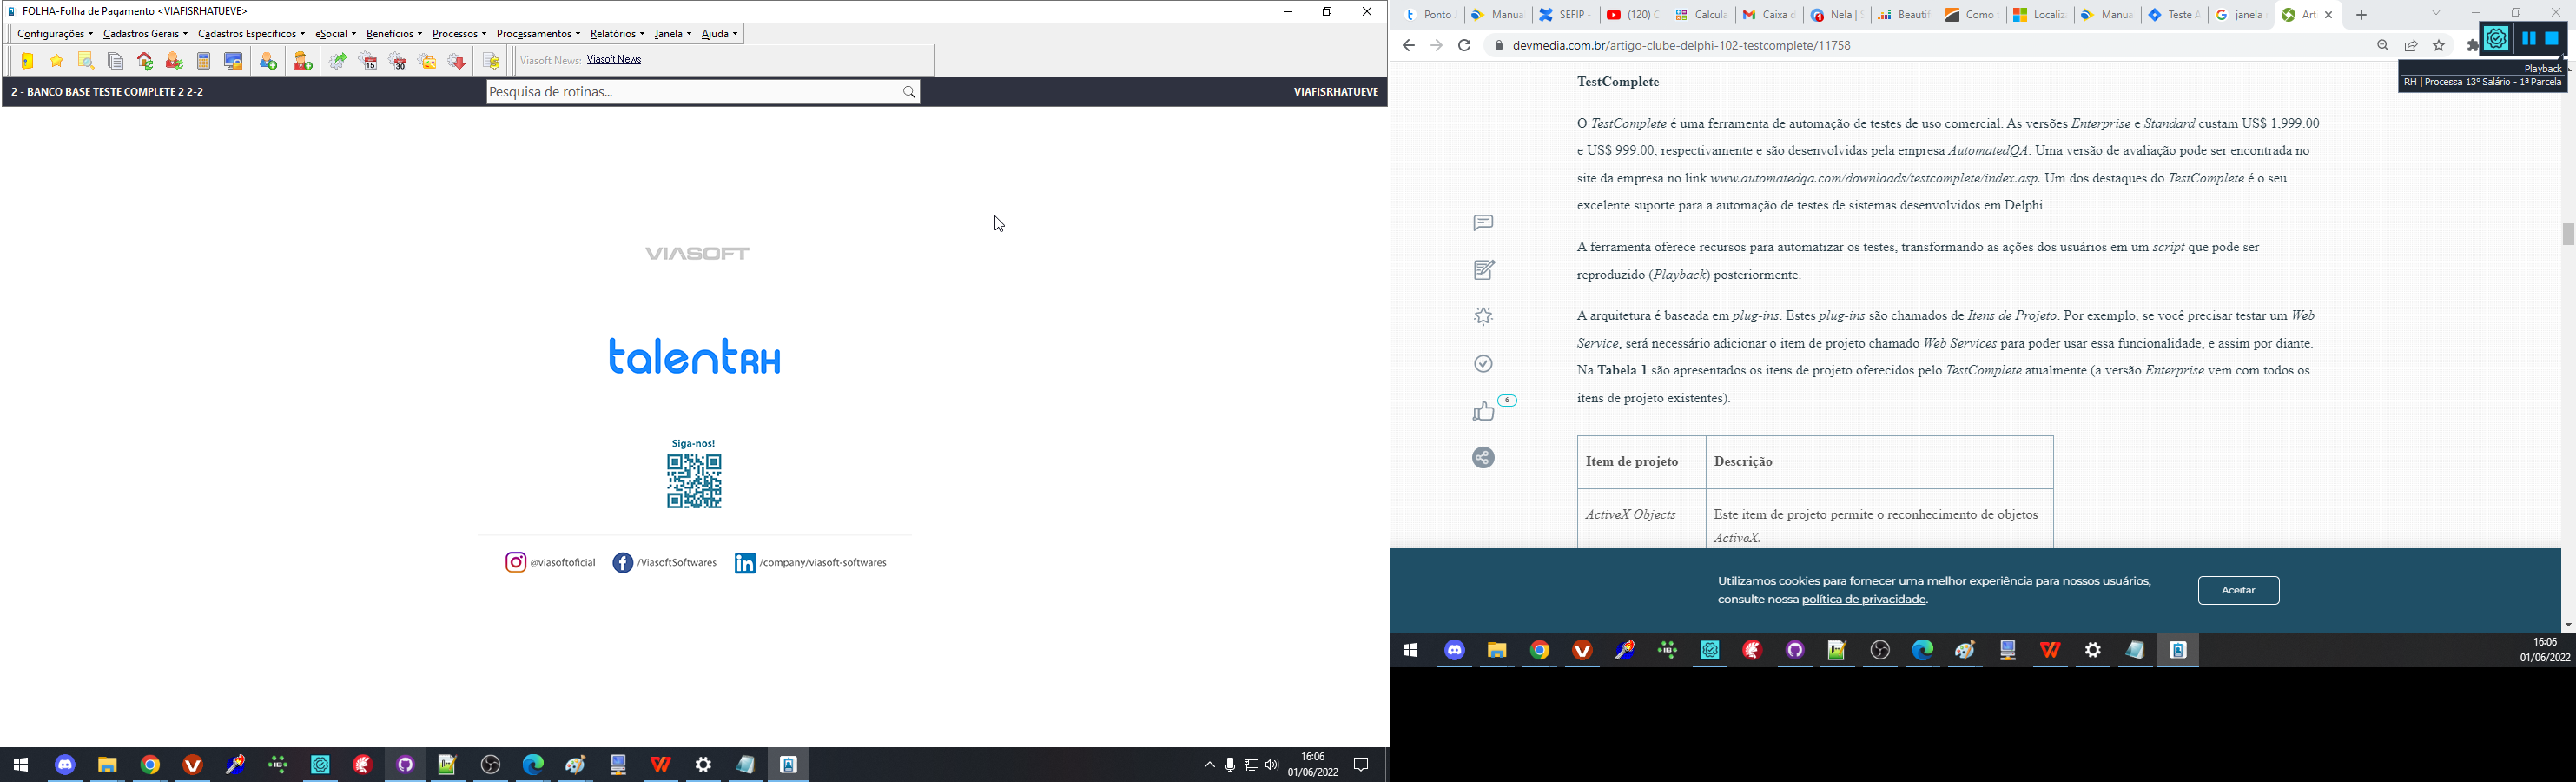 FOLHA-Folha de Pagamento <VIAFISRHATUEVE>
Configurações Cadastros Gerais Cadastros Específicos eSocial Benefícios Processos Processamentos Relatórios Janela Ajuda
Viasoft News: Viasoft News
2 - BANCO BASE TESTE COMPLETE 2 2-2
Pesquisa de rotinas...
VIAFISRHATUEVE
VIASOFT
talentRH
Siga-nos!
@viasoftoficial /ViasoftSoftwares /company/viasoft-softwares
16:06
01/06/2022
Ponto Manua SEFIP - (120) C Calcula Caixa d Nela | Beautif Como Localiz Manua Teste A janela Art
devmedia.com.br/artigo-clube-delphi-102-testcomplete/11758
Playback
RH | Processa 13º Salário - 1ª Parcela
TestComplete
O TestComplete é uma ferramenta de automação de testes de uso comercial. As versões Enterprise e Standard custam US$ 1,999.00
e US$ 999.00, respectivamente e são desenvolvidas pela empresa AutomatedQA. Uma versão de avaliação pode ser encontrada no
site da empresa no link www.automatedqa.com/downloads/testcomplete/index.asp. Um dos destaques do TestComplete é o seu
excelente suporte para a automação de testes de sistemas desenvolvidos em Delphi.
A ferramenta oferece recursos para automatizar os testes, transformando as ações dos usuários em um script que pode ser
reproduzido (Playback) posteriormente.
A arquitetura é baseada em plug-ins. Estes plug-ins são chamados de Itens de Projeto. Por exemplo, se você precisar testar um Web
Service, será necessário adicionar o item de projeto chamado Web Services para poder usar essa funcionalidade, e assim por diante.
Na Tabela 1 são apresentados os itens de projeto oferecidos pelo TestComplete atualmente (a versão Enterprise vem com todos os
itens de projeto existentes).
6
Item de projeto Descrição
ActiveX Objects Este item de projeto permite o reconhecimento de objetos
ActiveX.
Utilizamos cookies para fornecer uma melhor experiência para nossos usuários,
consulte nossa política de privacidade.
Aceitar
16:06
01/06/2022